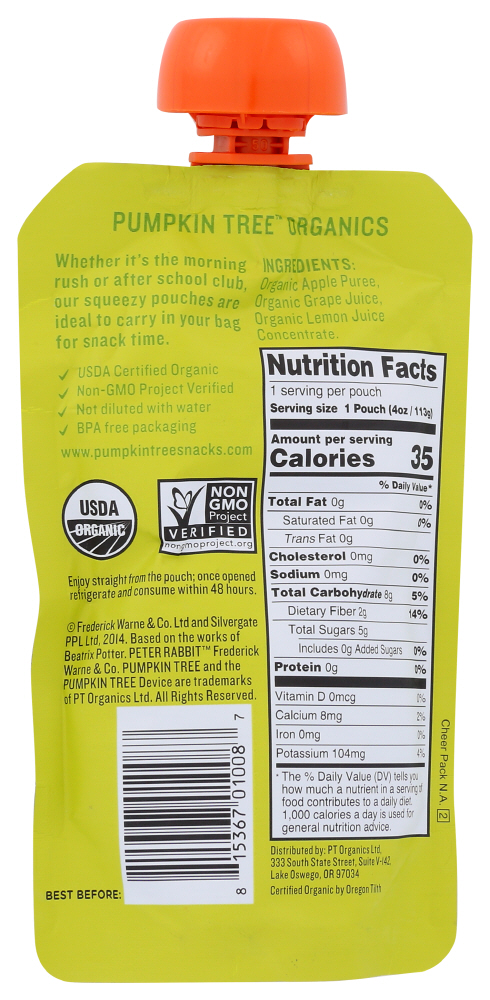 PUMPKIN TREE™ ORGANICS
Whether it's the morning
rush or after school club,
our squeezy pouches are
ideal to carry in your bag
for snack time.
✓ USDA Certified Organic
✓ Non-GMO Project Verified
✓ Not diluted with water
✓ BPA free packaging
www.pumpkintreesnacks.com
INGREDIENTS:
Organic Apple Puree,
Organic Grape Juice,
Organic Lemon Juice
Concentrate.
USDA
ORGANIC
NON
GMO
Project
VERIFIED
nongmoproject.org
Enjoy straight from the pouch; once opened
refrigerate and consume within 48 hours.
© Frederick Warne & Co. Ltd and Silvergate
PPL Ltd, 2014. Based on the works of
Beatrix Potter. PETER RABBIT™ Frederick
Warne & Co. PUMPKIN TREE and the
PUMPKIN TREE Device are trademarks
of PT Organics Ltd. All Rights Reserved.
8 15367 01008 7
BEST BEFORE:
Nutrition Facts
1 serving per pouch
Serving size 1 Pouch (4oz / 113g)
Amount per serving
Calories 35
% Daily Value*
Total Fat 0g 0%
Saturated Fat 0g 0%
Trans Fat 0g
Cholesterol 0mg 0%
Sodium 0mg 0%
Total Carbohydrate 8g 5%
Dietary Fiber 2g 14%
Total Sugars 5g
Includes 0g Added Sugars 0%
Protein 0g 0%
Vitamin D 0mcg 0%
Calcium 8mg 2%
Iron 0mg 0%
Potassium 104mg 4%
* The % Daily Value (DV) tells you
how much a nutrient in a serving of
food contributes to a daily diet.
1,000 calories a day is used for
general nutrition advice.
Cheer Pack N.A. 2
Distributed by: PT Organics Ltd,
333 South State Street, Suite V-142,
Lake Oswego, OR 97034
Certified Organic by Oregon Tilth